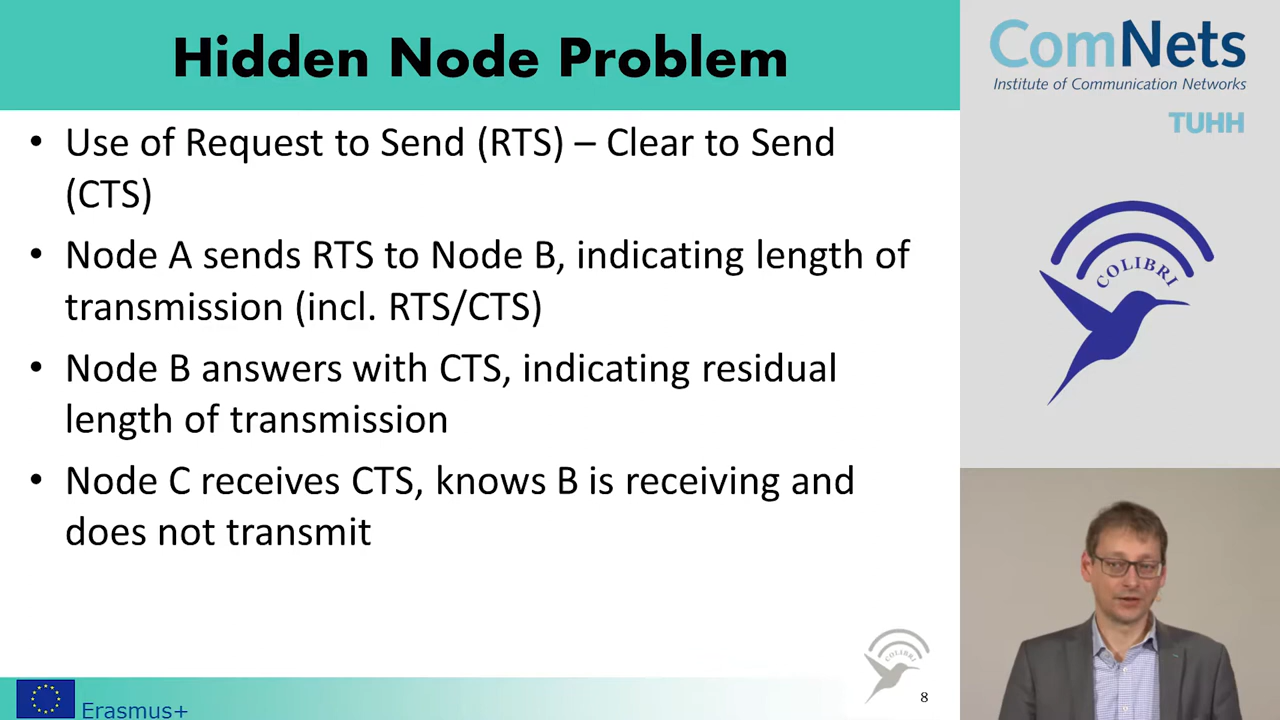 Hidden Node Problem
• Use of Request to Send (RTS) – Clear to Send
(CTS)
• Node A sends RTS to Node B, indicating length of
transmission (incl. RTS/CTS)
• Node B answers with CTS, indicating residual
length of transmission
• Node C receives CTS, knows B is receiving and
does not transmit
COLIBRI
8
Erasmus+
ComNets
Institute of Communication Networks
TUHH
COLIBRI